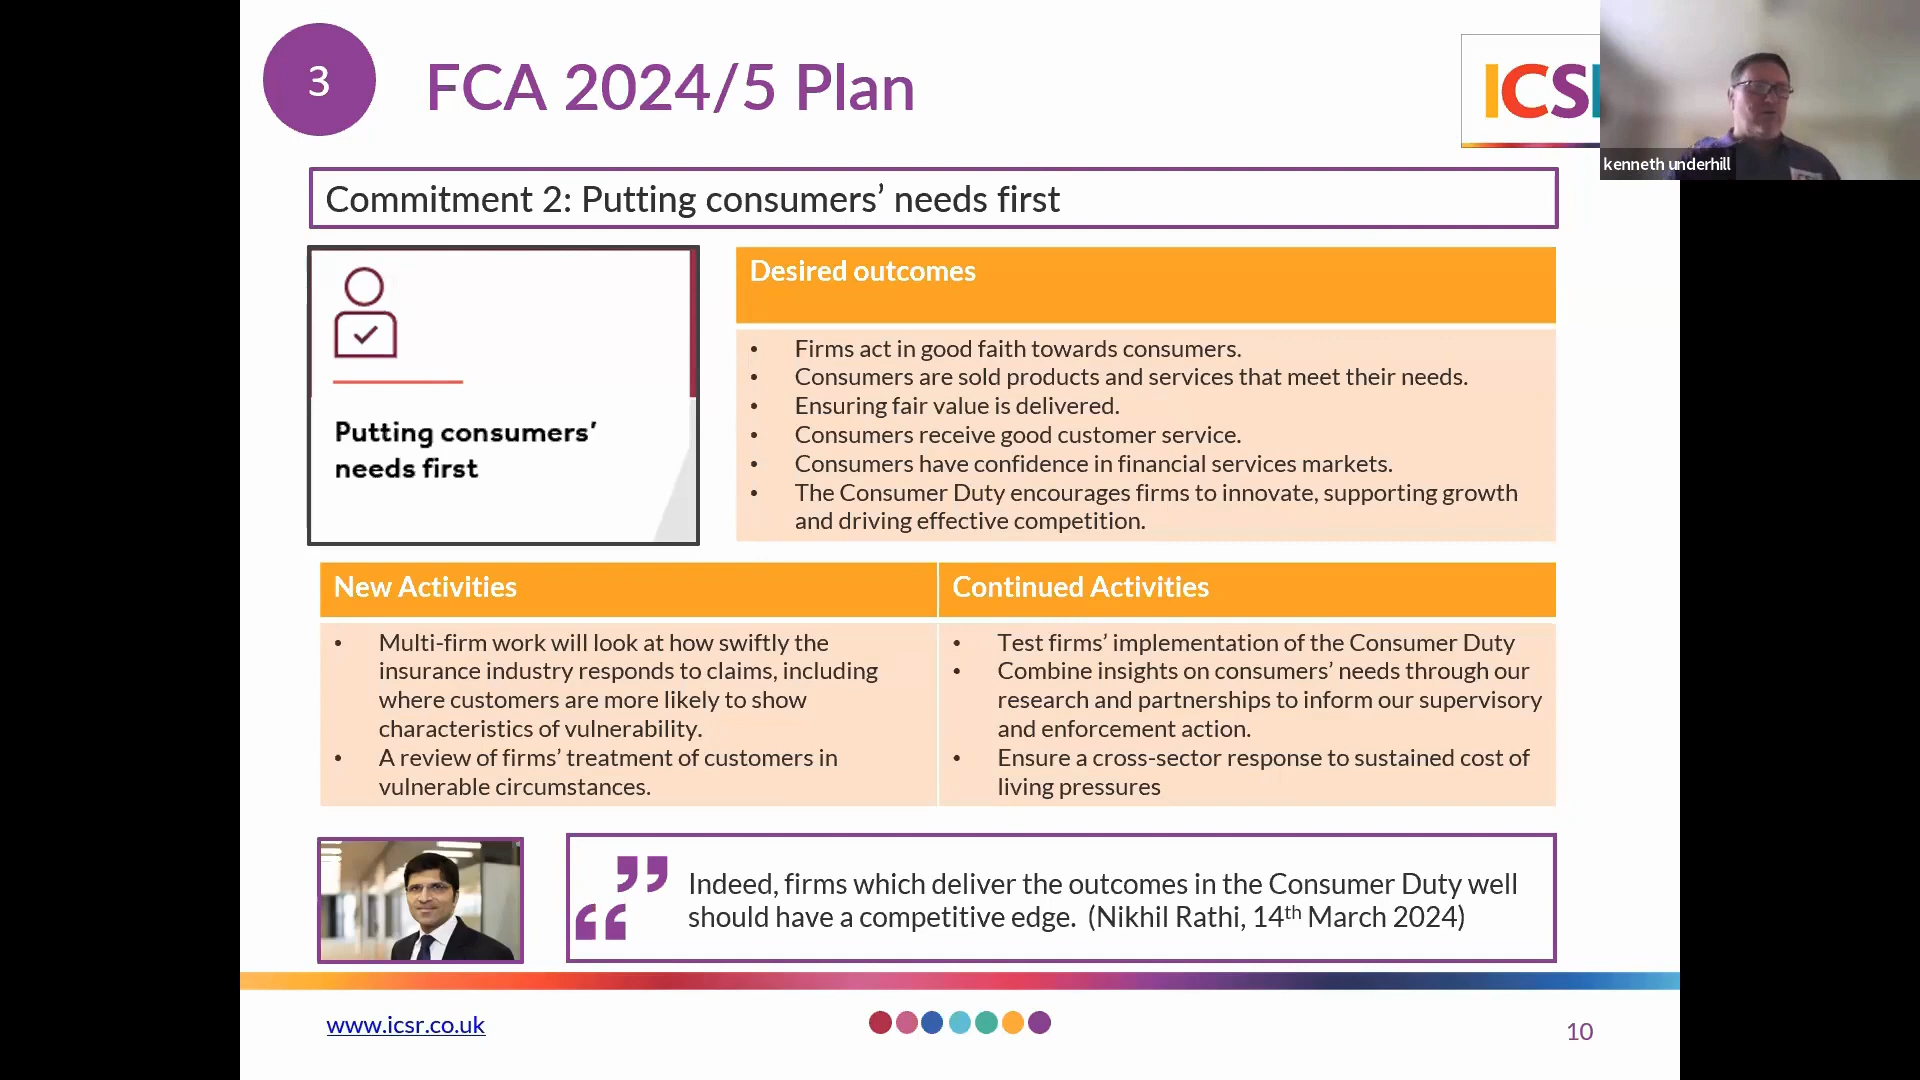 3
FCA 2024/5 Plan
ICS
kenneth underhill
Commitment 2: Putting consumers’ needs first
Putting consumers’
needs first
Desired outcomes
• Firms act in good faith towards consumers.
• Consumers are sold products and services that meet their needs.
• Ensuring fair value is delivered.
• Consumers receive good customer service.
• Consumers have confidence in financial services markets.
• The Consumer Duty encourages firms to innovate, supporting growth
and driving effective competition.
New Activities
• Multi-firm work will look at how swiftly the
insurance industry responds to claims, including
where customers are more likely to show
characteristics of vulnerability.
• A review of firms’ treatment of customers in
vulnerable circumstances.
Continued Activities
• Test firms’ implementation of the Consumer Duty
• Combine insights on consumers’ needs through our
research and partnerships to inform our supervisory
and enforcement action.
• Ensure a cross-sector response to sustained cost of
living pressures
Indeed, firms which deliver the outcomes in the Consumer Duty well
should have a competitive edge. (Nikhil Rathi, 14th March 2024)
www.icsr.co.uk
10